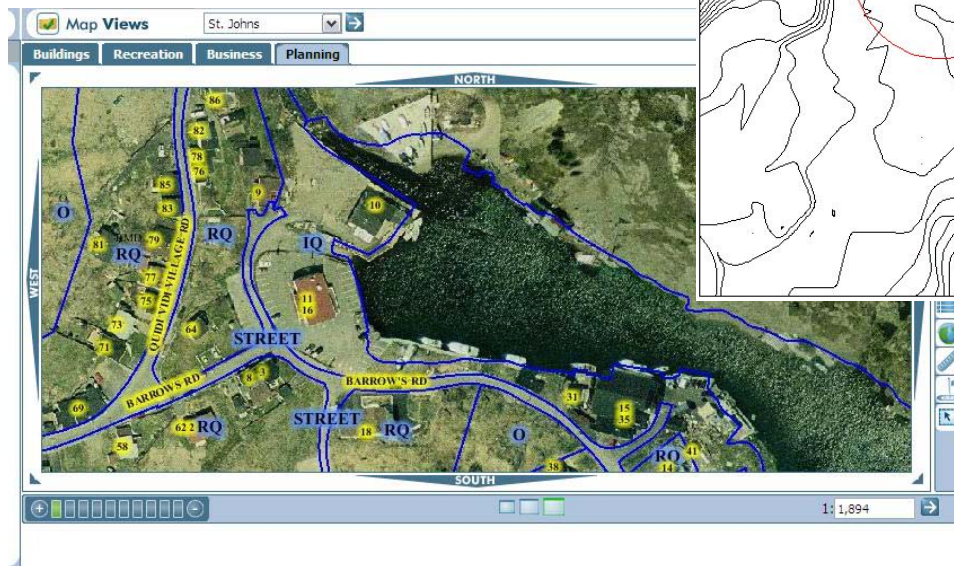 Map Views
St. Johns
Buildings
Recreation
Business
Planning
NORTH
86
82
78
76
85
9
O
83
10
RQ
81
79
RQ
IQ
QUIDI VIDI VILLAGE RD
WEST
77
75
11
16
73
64
71
STREET
3
8
BARROWS RD
BARROW'S RD
69
31
15
35
STREET
62 2
RQ
18
RQ
O
58
41
RQ
38
14
SOUTH
1:
1,894